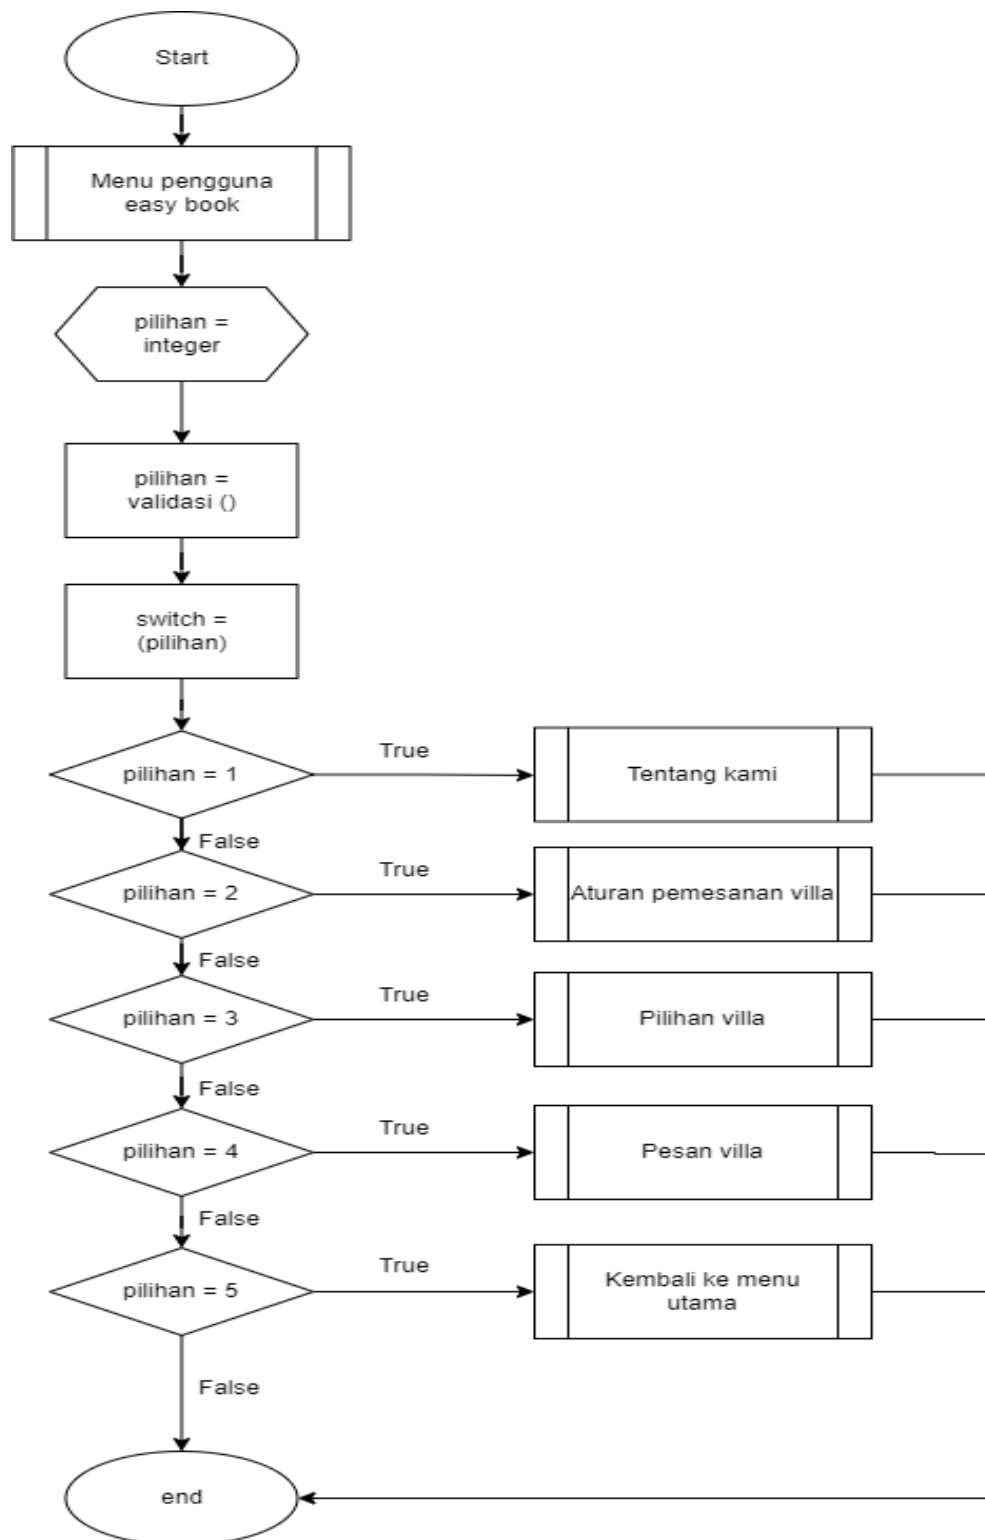 Start
Menu pengguna
easy book
pilihan =
integer
pilihan =
validasi ()
switch =
(pilihan)
pilihan = 1
True
Tentang kami
False
pilihan = 2
True
Aturan pemesanan villa
False
pilihan = 3
True
Pilihan villa
False
pilihan = 4
True
Pesan villa
False
pilihan = 5
True
Kembali ke menu
utama
False
end